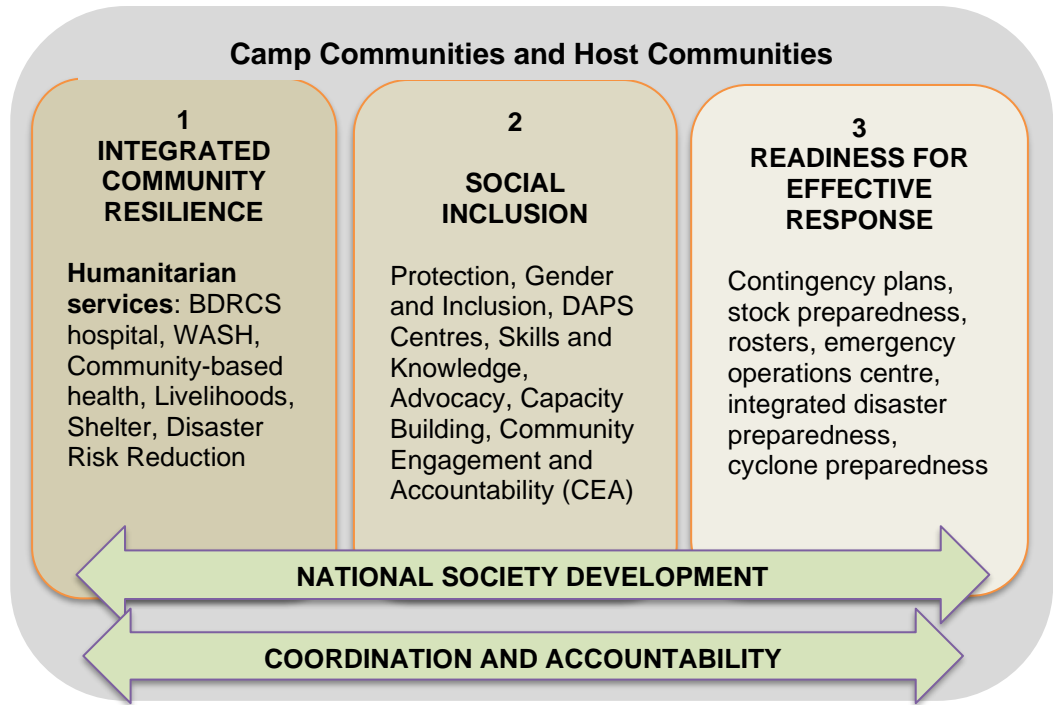 Camp Communities and Host Communities
1
INTEGRATED
COMMUNITY
RESILIENCE
Humanitarian
services: BDRCS
hospital, WASH,
Community-based
health, Livelihoods,
Shelter, Disaster
Risk Reduction
2
SOCIAL
INCLUSION
Protection, Gender
and Inclusion, DAPS
Centres, Skills and
Knowledge,
Advocacy, Capacity
Building, Community
Engagement and
Accountability (CEA)
3
READINESS FOR
EFFECTIVE
RESPONSE
Contingency plans,
stock preparedness,
rosters, emergency
operations centre,
integrated disaster
preparedness,
cyclone preparedness
NATIONAL SOCIETY DEVELOPMENT
COORDINATION AND ACCOUNTABILITY